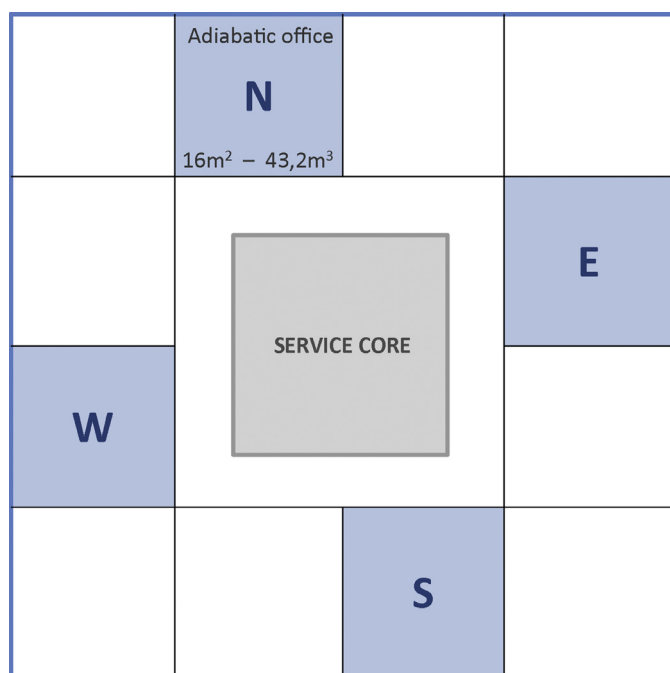 Adiabatic office
N
16m² – 43,2m³
E
SERVICE CORE
W
S